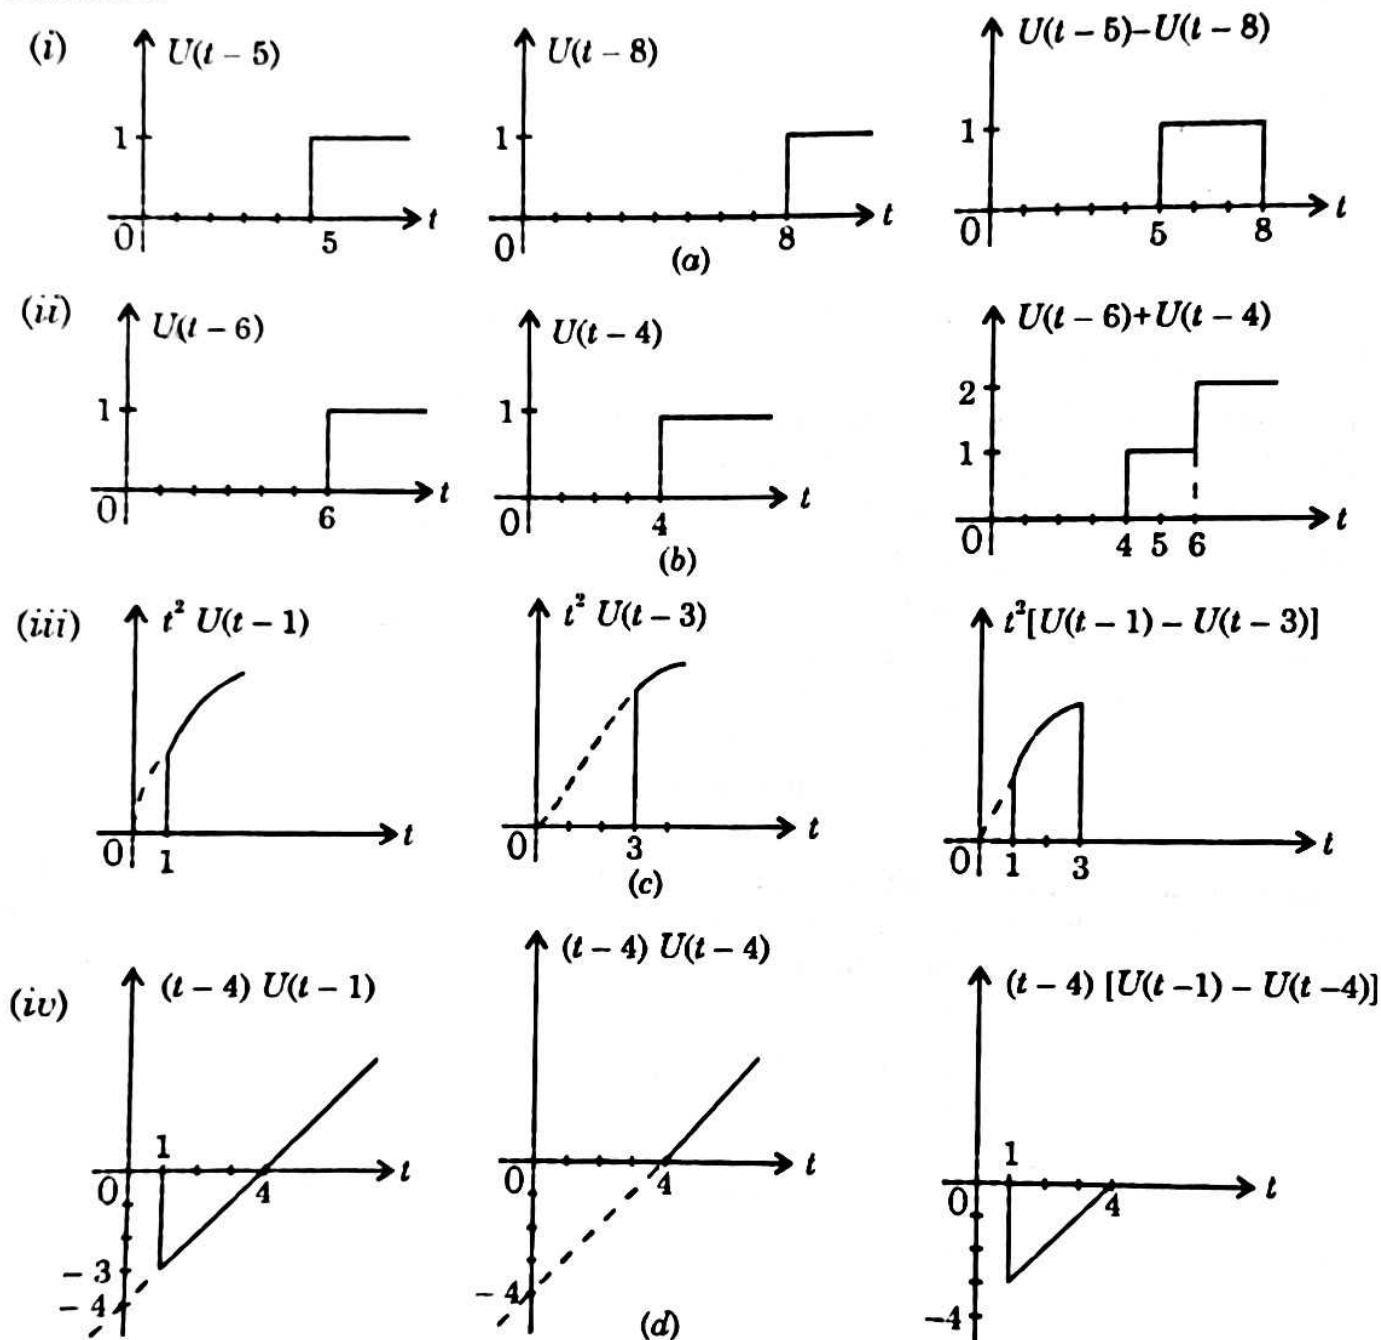 (i) U(t – 5) U(t – 8) U(t – 5)–U(t – 8)
1 1 1
0 5 t 0 8 t 0 5 8 t
(a)
(ii) U(t – 6) U(t – 4) U(t – 6)+U(t – 4)
2
1 1 1
0 6 t 0 4 t 0 4 5 6 t
(b)
(iii) t² U(t – 1) t² U(t – 3) t²[U(t – 1) – U(t – 3)]
0 1 t 0 3 t 0 1 3 t
(c)
(t – 4) U(t – 4)
(iv) (t – 4) U(t – 1) (t – 4) [U(t –1) – U(t –4)]
1 1
0 4 t 0 4 t 0 4 t
– 3
– 4 – 4 –4
(d)